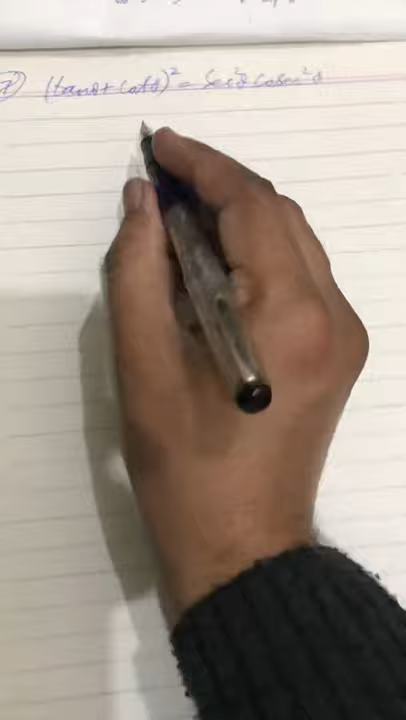 (tanθ + cotθ)² = Sec²θ Cosec²θ